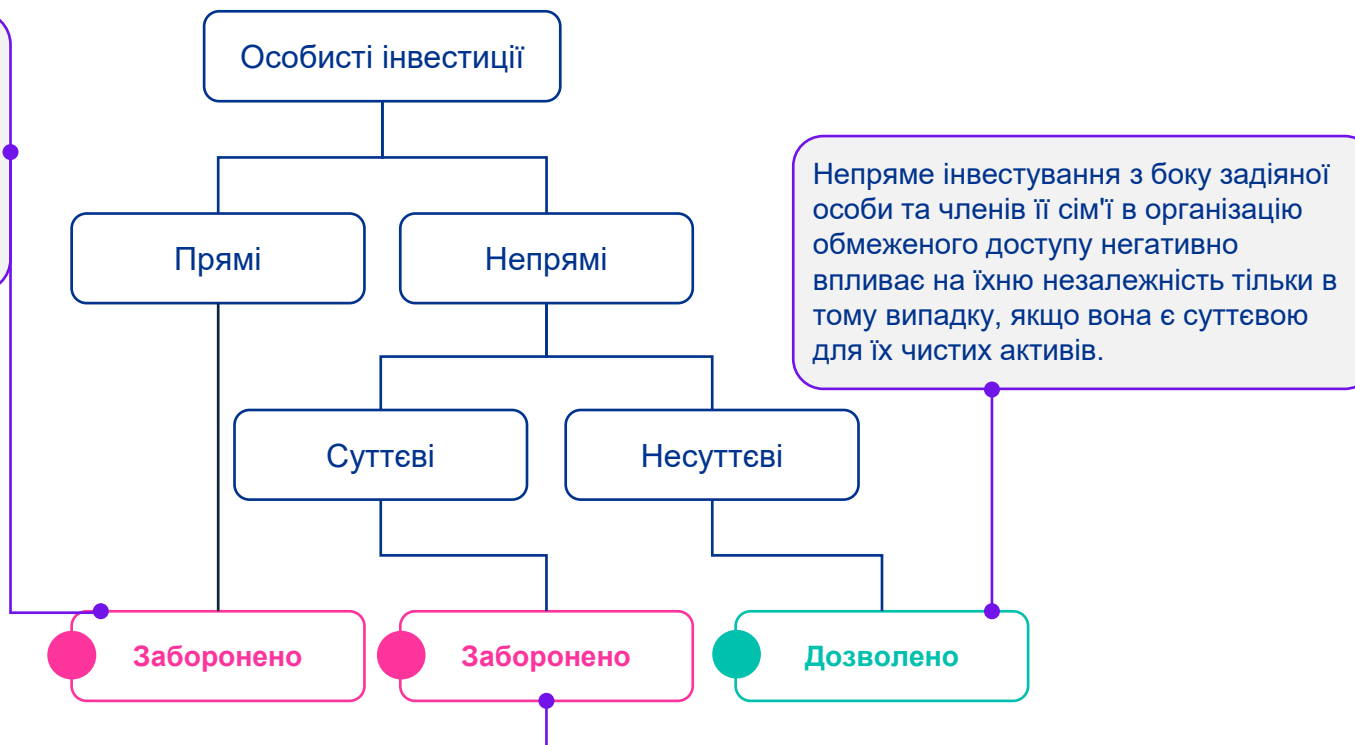 Особисті інвестиції
Непряме інвестування з боку задіяної
особи та членів її сім'ї в організацію
обмеженого доступу негативно
впливає на їхню незалежність тільки в
тому випадку, якщо вона є суттєвою
для їх чистих активів.
Прямі
Непрямі
Суттєві
Несуттєві
Заборонено
Заборонено
Дозволено